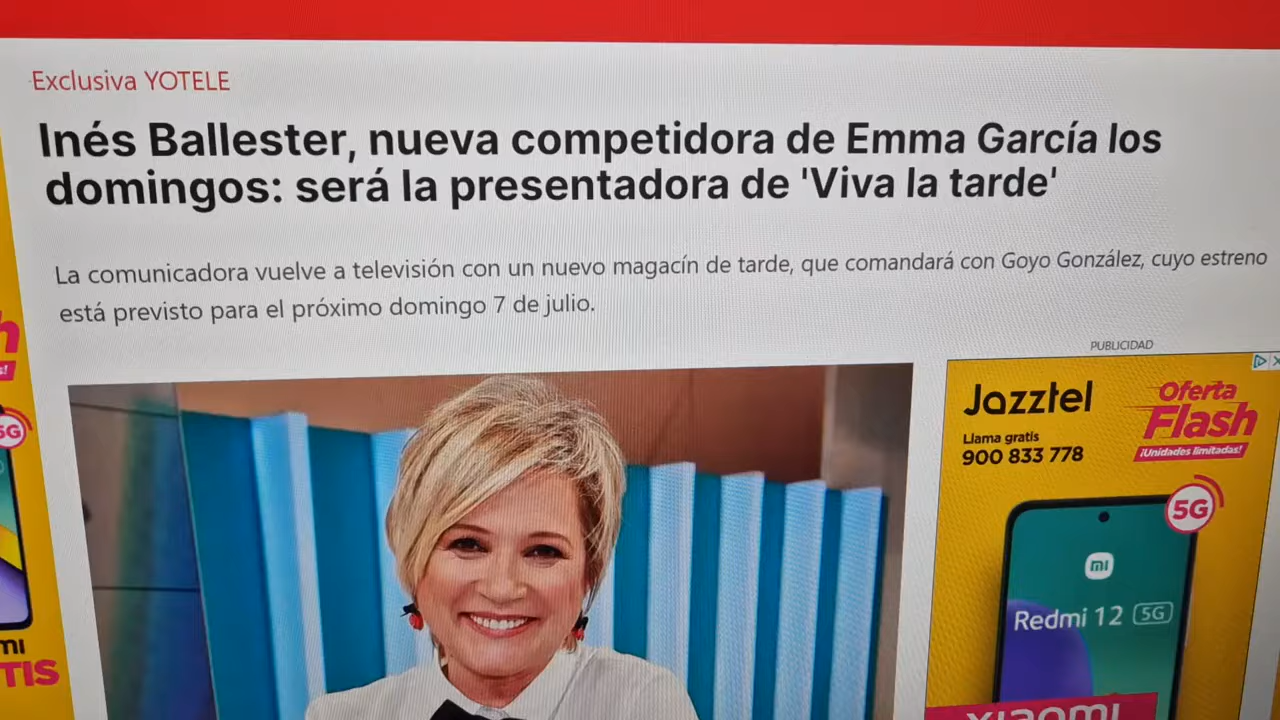 Exclusiva YOTELE
Inés Ballester, nueva competidora de Emma García los
domingos: será la presentadora de 'Viva la tarde'
La comunicadora vuelve a televisión con un nuevo magacín de tarde, que comandará con Goyo González, cuyo estreno
está previsto para el próximo domingo 7 de julio.
PUBLICIDAD
Jazztel
Oferta
Flash
¡Unidades limitadas!
Llama gratis
900 833 778
5G
mi
Redmi 12 5G
XIAOMI
h
s!
5G
MI
TIS